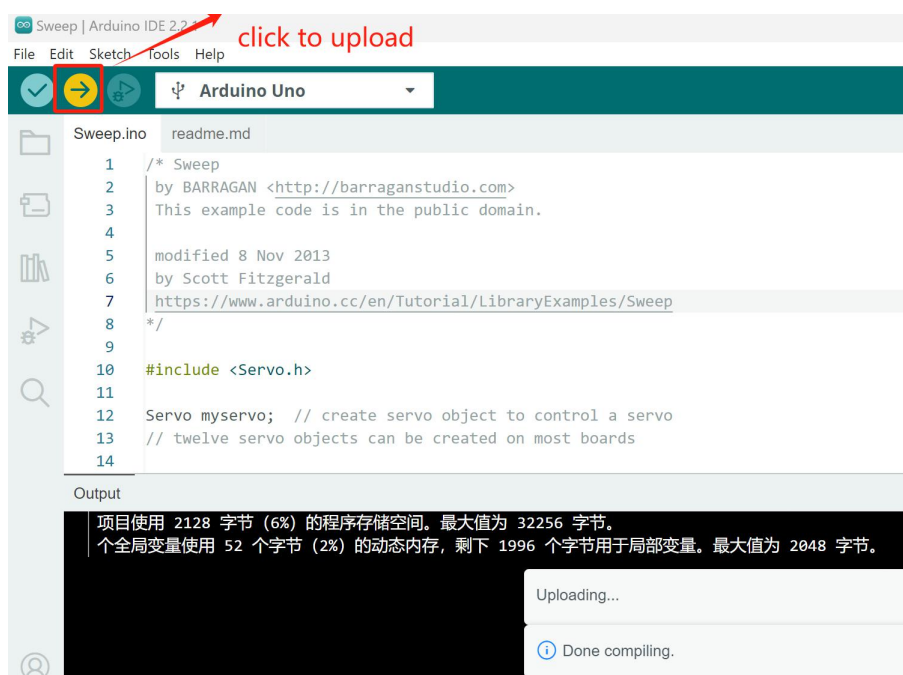 Sweep | Arduino IDE 2.2.1
click to upload
File Edit Sketch Tools Help
Arduino Uno
Sweep.ino readme.md
1 /* Sweep
2 by BARRAGAN <http://barraganstudio.com>
3 This example code is in the public domain.
4
5 modified 8 Nov 2013
6 by Scott Fitzgerald
7 https://www.arduino.cc/en/Tutorial/LibraryExamples/Sweep
8 */
9
10 #include <Servo.h>
11
12 Servo myservo;  // create servo object to control a servo
13 // twelve servo objects can be created on most boards
14
Output
项目使用 2128 字节 (6%) 的程序存储空间。最大值为 32256 字节。
个全局变量使用 52 个字节 (2%) 的动态内存, 剩下 1996 个字节用于局部变量。最大值为 2048 字节。
Uploading...
Done compiling.